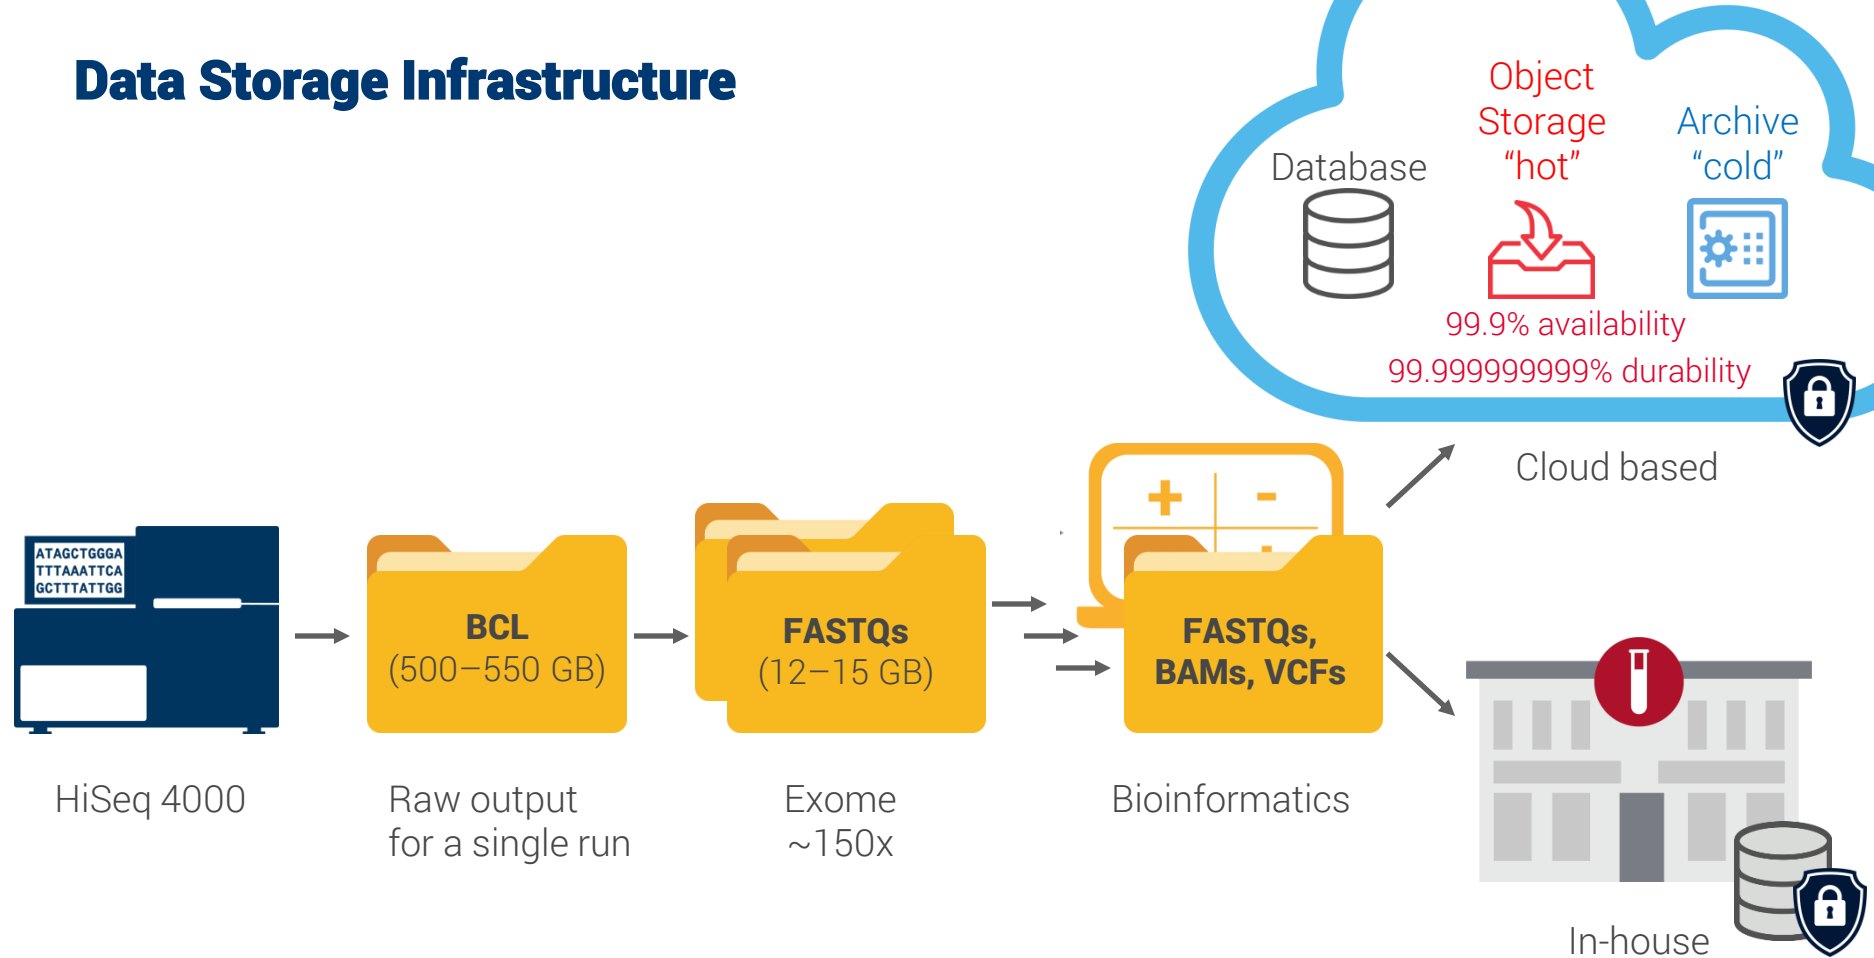 Data Storage Infrastructure
Database
Object
Storage
“hot”
Archive
“cold”
99.9% availability
99.999999999% durability
Cloud based
ATAGCTGGGA
TTTAAATTCA
GCTTTATTGG
HiSeq 4000
BCL
(500–550 GB)
Raw output
for a single run
FASTQs
(12–15 GB)
Exome
~150x
+ -
FASTQs,
BAMs, VCFs
Bioinformatics
In-house